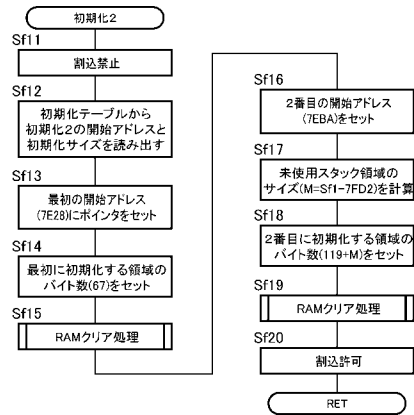 初期化2
Sf11
割込禁止
Sf12
初期化テーブルから
初期化2の開始アドレスと
初期化サイズを読み出す
Sf13
最初の開始アドレス
(7E28)にポインタをセット
Sf14
最初に初期化する領域の
バイト数(67)をセット
Sf15
RAMクリア処理
Sf16
2番目の開始アドレス
(7EBA)をセット
Sf17
未使用スタック領域の
サイズ(M=Sf1-7FD2)を計算
Sf18
2番目に初期化する領域の
バイト数(119+M)をセット
Sf19
RAMクリア処理
Sf20
割込許可
RET